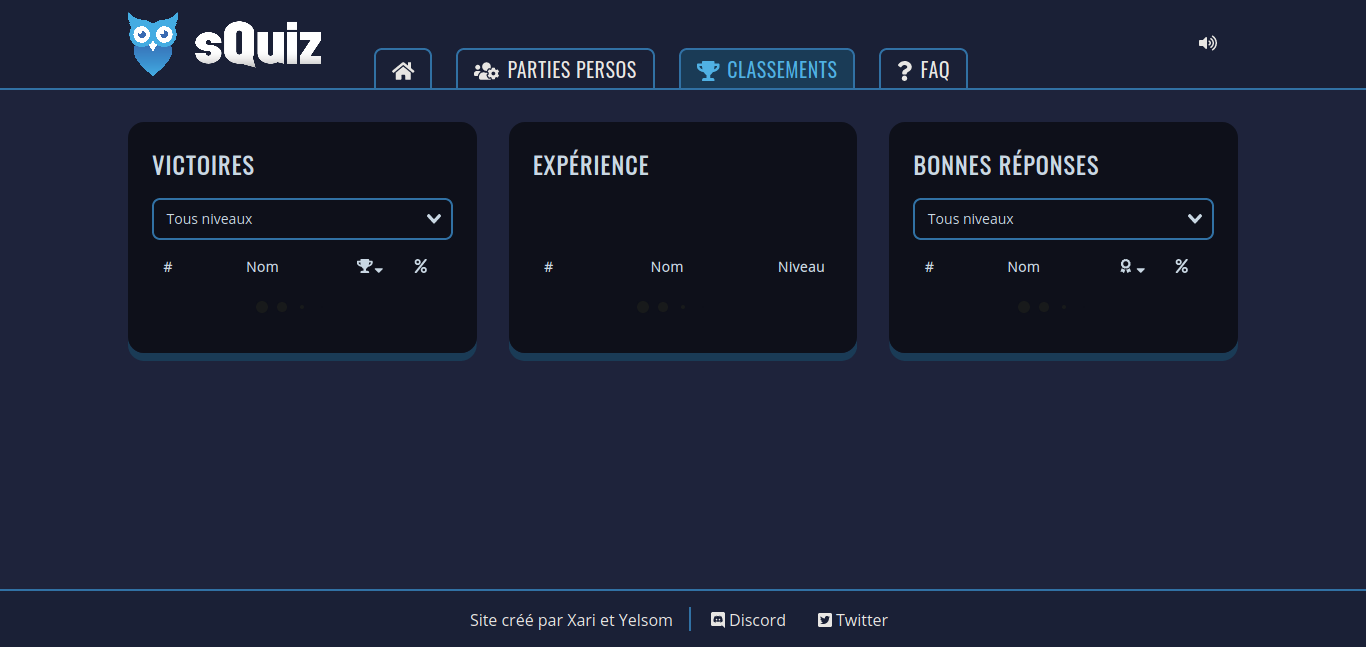 sQuiz
PARTIES PERSOS
CLASSEMENTS
? FAQ
VICTOIRES
Tous niveaux
# Nom %
EXPÉRIENCE
# Nom Niveau
BONNES RÉPONSES
Tous niveaux
# Nom %
Site créé par Xari et Yelsom
Discord
Twitter